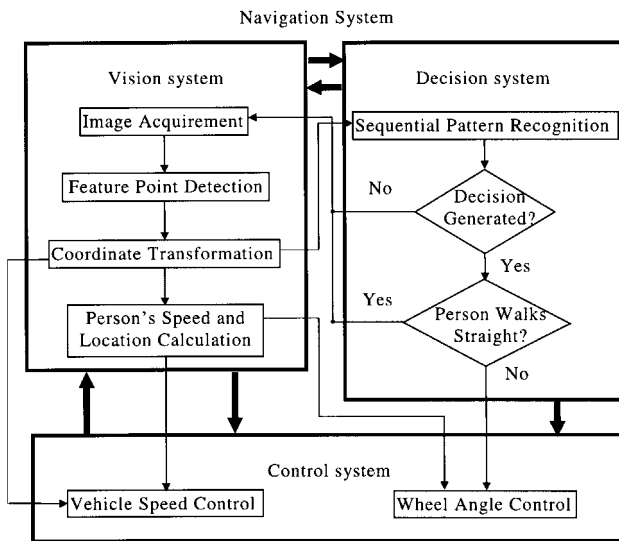 Navigation System
Vision system
Image Acquirement
Feature Point Detection
Coordinate Transformation
Person's Speed and
Location Calculation
Decision system
Sequential Pattern Recognition
No
Decision
Generated?
Yes
Yes
Person Walks
Straight?
No
Control system
Vehicle Speed Control
Wheel Angle Control